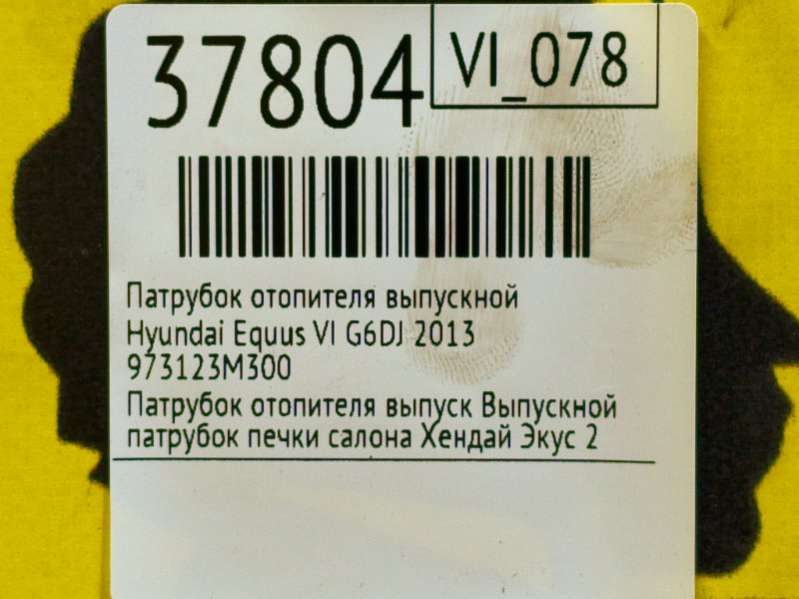 37804
VI_078
Патрубок отопителя выпускной
Hyundai Equus VI G6DJ 2013
973123M300
Патрубок отопителя выпуск Выпускной
патрубок печки салона Хендай Экус 2